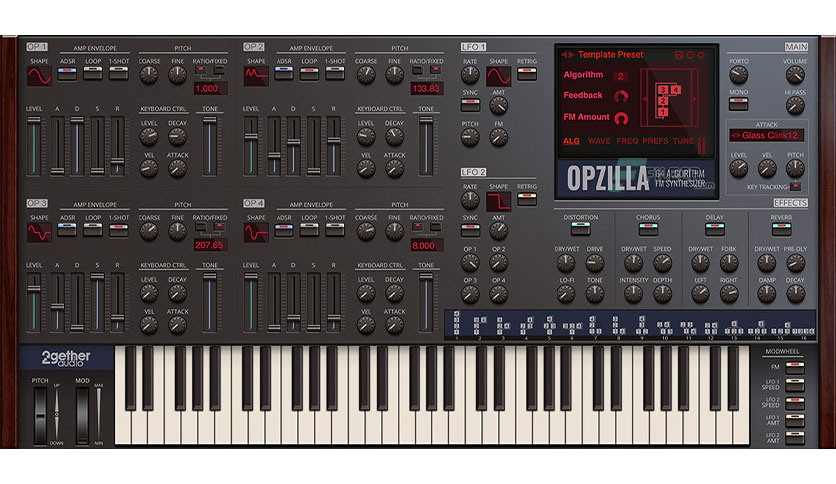 OP 1 AMP ENVELOPE PITCH
SHAPE ADSR LOOP 1-SHOT COARSE FINE RATIO/FIXED
1.000
LEVEL A D S R KEYBOARD CTRL TONE
LEVEL DECAY
VEL ATTACK
OP 2 AMP ENVELOPE PITCH
SHAPE ADSR LOOP 1-SHOT COARSE FINE RATIO/FIXED
103.83
LEVEL A D S R KEYBOARD CTRL TONE
LEVEL DECAY
VEL ATTACK
OP 3 AMP ENVELOPE PITCH
SHAPE ADSR LOOP 1-SHOT COARSE FINE RATIO/FIXED
207.65
LEVEL A D S R KEYBOARD CTRL TONE
LEVEL DECAY
VEL ATTACK
OP 4 AMP ENVELOPE PITCH
SHAPE ADSR LOOP 1-SHOT COARSE FINE RATIO/FIXED
8.000
LEVEL A D S R KEYBOARD CTRL TONE
LEVEL DECAY
VEL ATTACK
LFO 1
RATE SHAPE RETRIG
SYNC AMT
PITCH FM
LFO 2
RATE SHAPE RETRIG
SYNC AMT
OP 1 OP 2
OP 3 OP 4
Template Preset
Algorithm 2
Feedback
FM Amount
3 4
2
1
ALG WAVE FREQ PREFS TUNE
OPZILLA 64 ALGORITHM
FM SYNTHESIZER
MAIN
PORTO VOLUME
MONO HI PASS
ATTACK
Glass Clink12
LEVEL VEL PITCH
KEY TRACKING
EFFECTS
DISTORTION CHORUS DELAY REVERB
DRY/WET DRIVE DRY/WET SPEED DRY/WET FDBK DRY/WET PRE-DLY
LO-FI TONE INTENSITY DEPTH LEFT RIGHT DAMP DECAY
1 2 3 4 5 6 7 8 9 10 11 12 13 14 15 16
2gether
audio
PITCH UP MOD MAX
DOWN MIN
MODWHEEL
FM
LFO 1
SPEED
LFO 2
SPEED
LFO 1
AMT
LFO 2
AMT